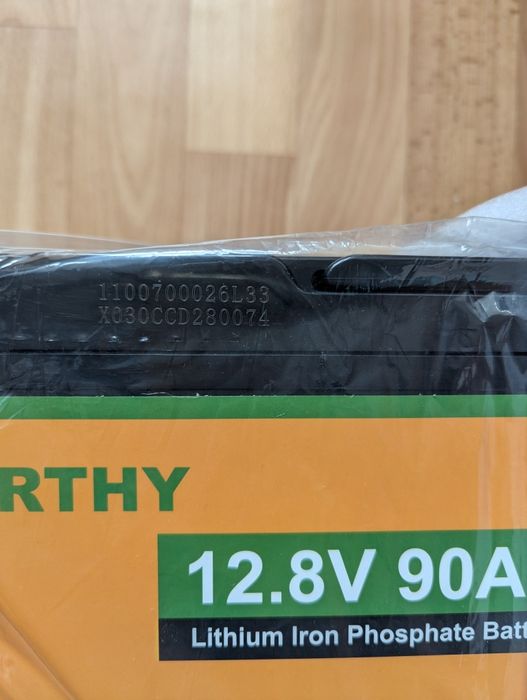 1100700026L33
X030CCD280074
RTHY
12.8V 90A
Lithium Iron Phosphate Batt